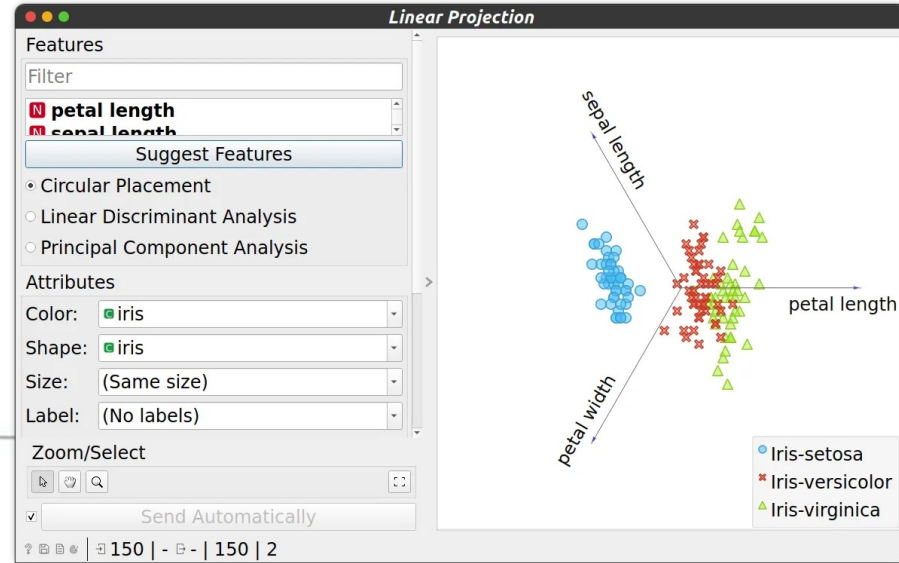 Linear Projection
Features
Filter
N petal length
N sepal length
Suggest Features
Circular Placement
Linear Discriminant Analysis
Principal Component Analysis
Attributes
Color: C iris
Shape: C iris
Size: (Same size)
Label: (No labels)
Zoom/Select
Send Automatically
? 150 | - - | 150 | 2
sepal length
petal length
petal width
Iris-setosa
Iris-versicolor
Iris-virginica